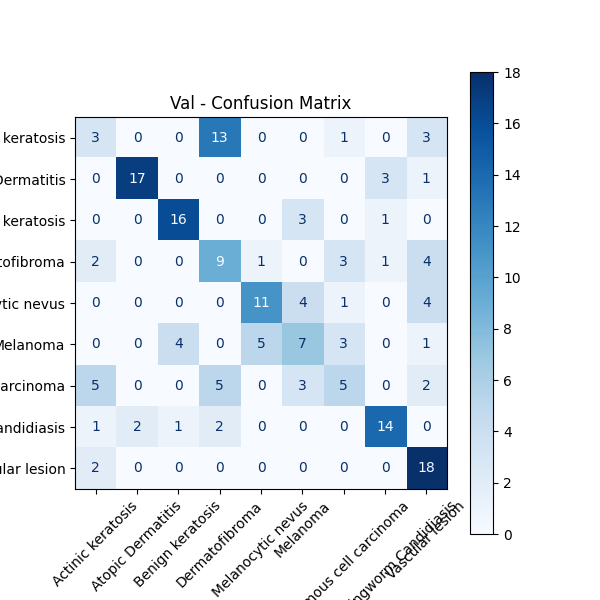 Val - Confusion Matrix
keratosis 3 0 0 13 0 0 1 0 3
Dermatitis 0 17 0 0 0 0 0 3 1
keratosis 0 0 16 0 0 3 0 1 0
tofibroma 2 0 0 9 1 0 3 1 4
ytic nevus 0 0 0 0 11 4 1 0 4
Melanoma 0 0 4 0 5 7 3 0 1
arcinoma 5 0 0 5 0 3 5 0 2
andidiasis 1 2 1 2 0 0 0 14 0
ular lesion 2 0 0 0 0 0 0 0 18
Actinic keratosis
Atopic Dermatitis
Benign keratosis
Dermatofibroma
Melanocytic nevus
Melanoma
mous cell carcinoma
ngworm Candidiasis
Vascular lesion
18
16
14
12
10
8
6
4
2
0